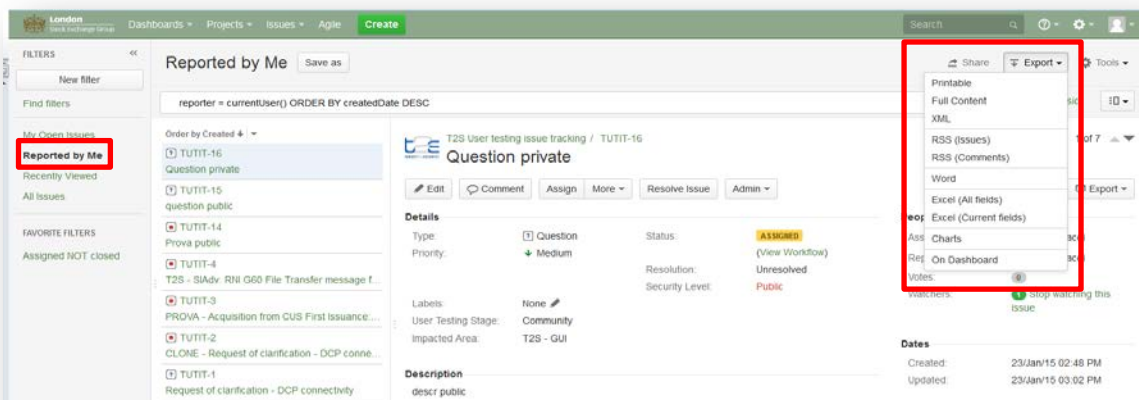 London
Stock Exchange Group
Dashboards Projects Issues Agile Create
Search
FILTERS
New filter
Find filters
My Open Issues
Reported by Me
Recently Viewed
All Issues
FAVORITE FILTERS
Assigned NOT closed
Reported by Me Save as
Share Export Tools
reporter = currentUser() ORDER BY createdDate DESC
Order by Created
TUTIT-16
Question private
TUTIT-15
question public
TUTIT-14
Prova public
TUTIT-4
T2S - SIAdv. RNI G60 File Transfer message f...
TUTIT-3
PROVA - Acquisition from CUS First Issuance...
TUTIT-2
CLONE - Request of clarification - DCP conne...
TUTIT-1
Request of clarification - DCP connectivity
T2S User testing issue tracking / TUTIT-16
Question private
Edit Comment Assign More Resolve Issue Admin
Export
of 7
Details
Type: Question
Priority: Medium
Status: ASSIGNED
(View Workflow)
Resolution: Unresolved
Security Level: Public
Labels: None
User Testing Stage: Community
Impacted Area: T2S - GUI
Description
descr public
Printable
Full Content
XML
RSS (Issues)
RSS (Comments)
Word
Excel (All fields)
Excel (Current fields)
Charts
On Dashboard
Votes: 0
Watchers: 1 Stop watching this
issue
Dates
Created: 23/Jan/15 02:48 PM
Updated: 23/Jan/15 03:02 PM